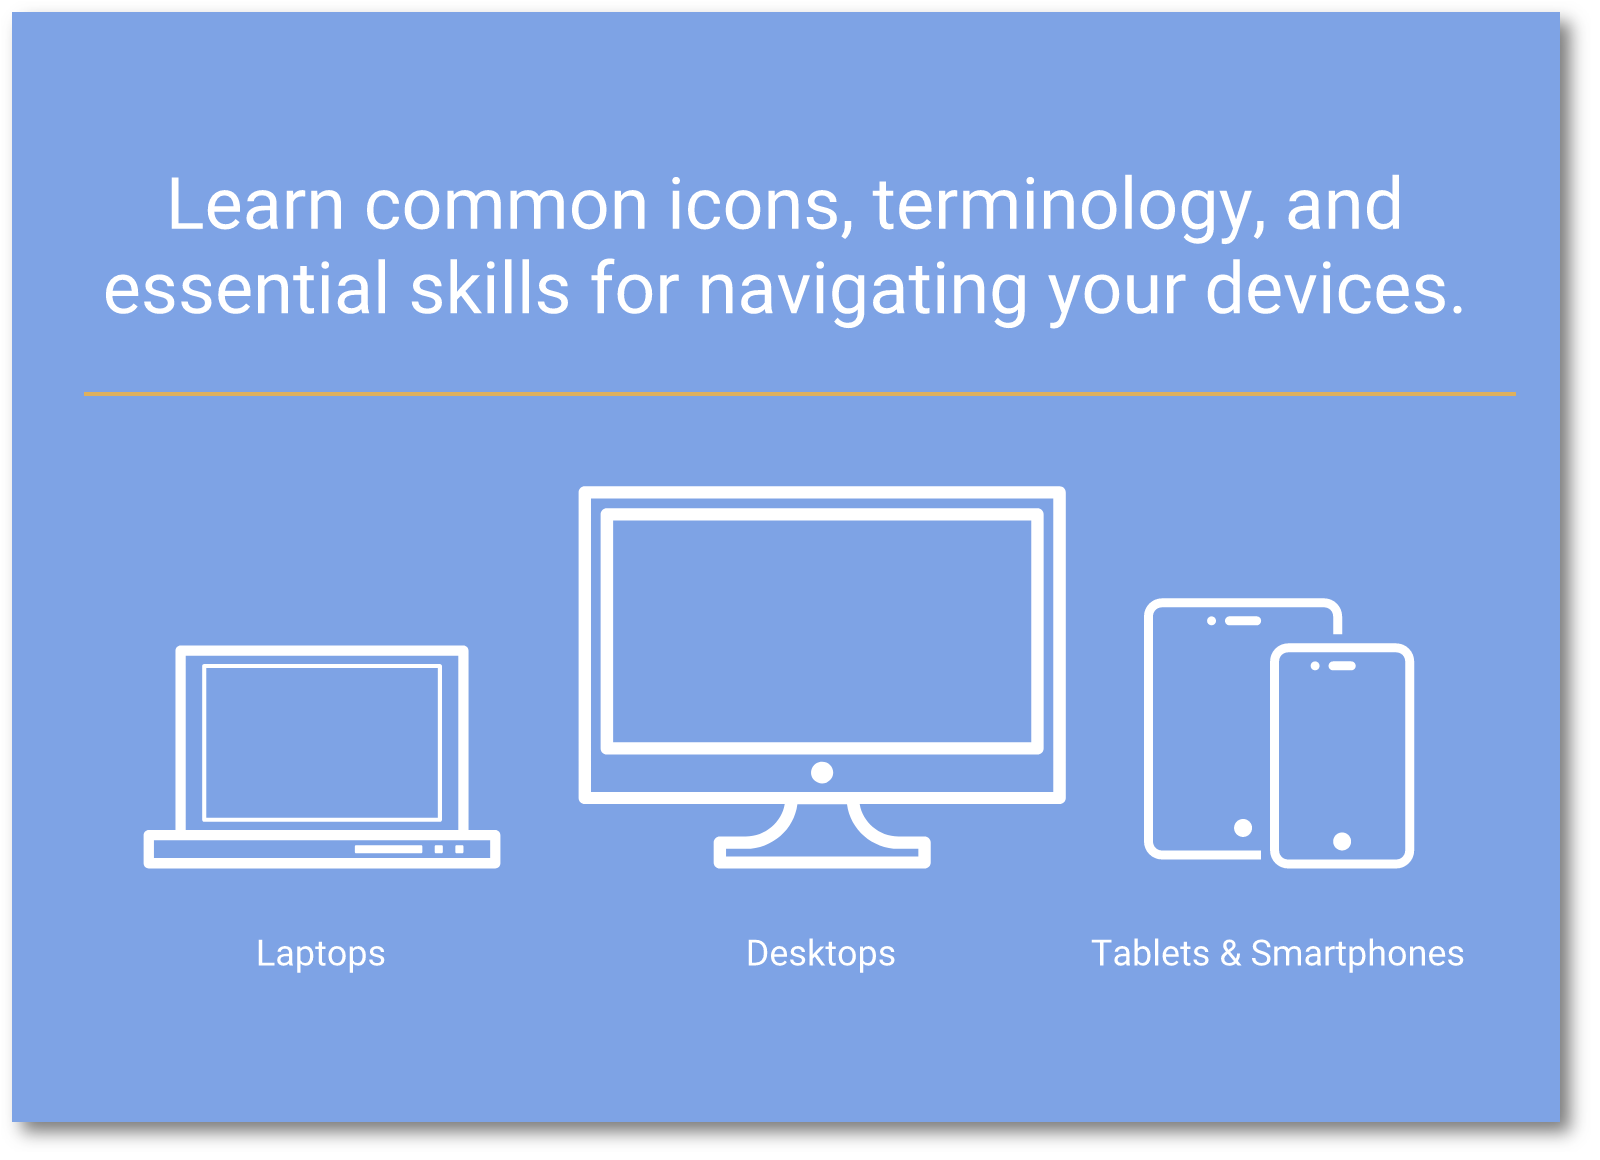 Learn common icons, terminology, and
essential skills for navigating your devices.
Laptops
Desktops
Tablets & Smartphones